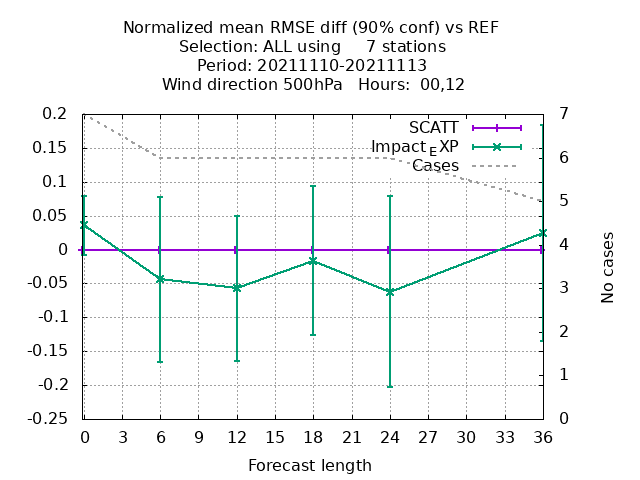 Normalized mean RMSE diff (90% conf) vs REF
Selection: ALL using 7 stations
Period: 20211110-20211113
Wind direction 500hPa Hours: 00,12
0.2
0.15
0.1
0.05
0
-0.05
-0.1
-0.15
-0.2
-0.25
SCATT
Impact_EXP
Cases
7
6
5
4
3
2
1
0
No cases
0 3 6 9 12 15 18 21 24 27 30 33 36
Forecast length